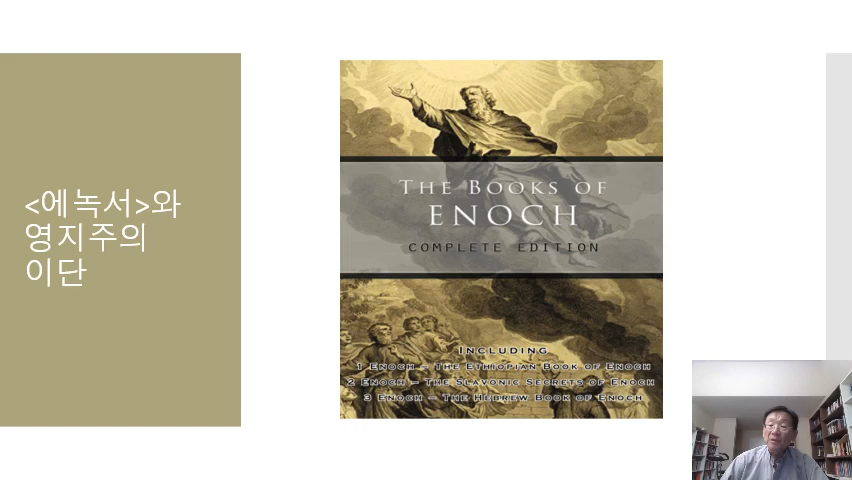 <에녹서>와
영지주의
이단
THE BOOKS OF
ENOCH
COMPLETE EDITION
INCLUDING
1 ENOCH – THE ETHIOPIAN BOOK OF ENOCH
2 ENOCH – THE SLAVONIC SECRETS OF ENOCH
3 ENOCH – THE HEBREW BOOK OF ENOCH